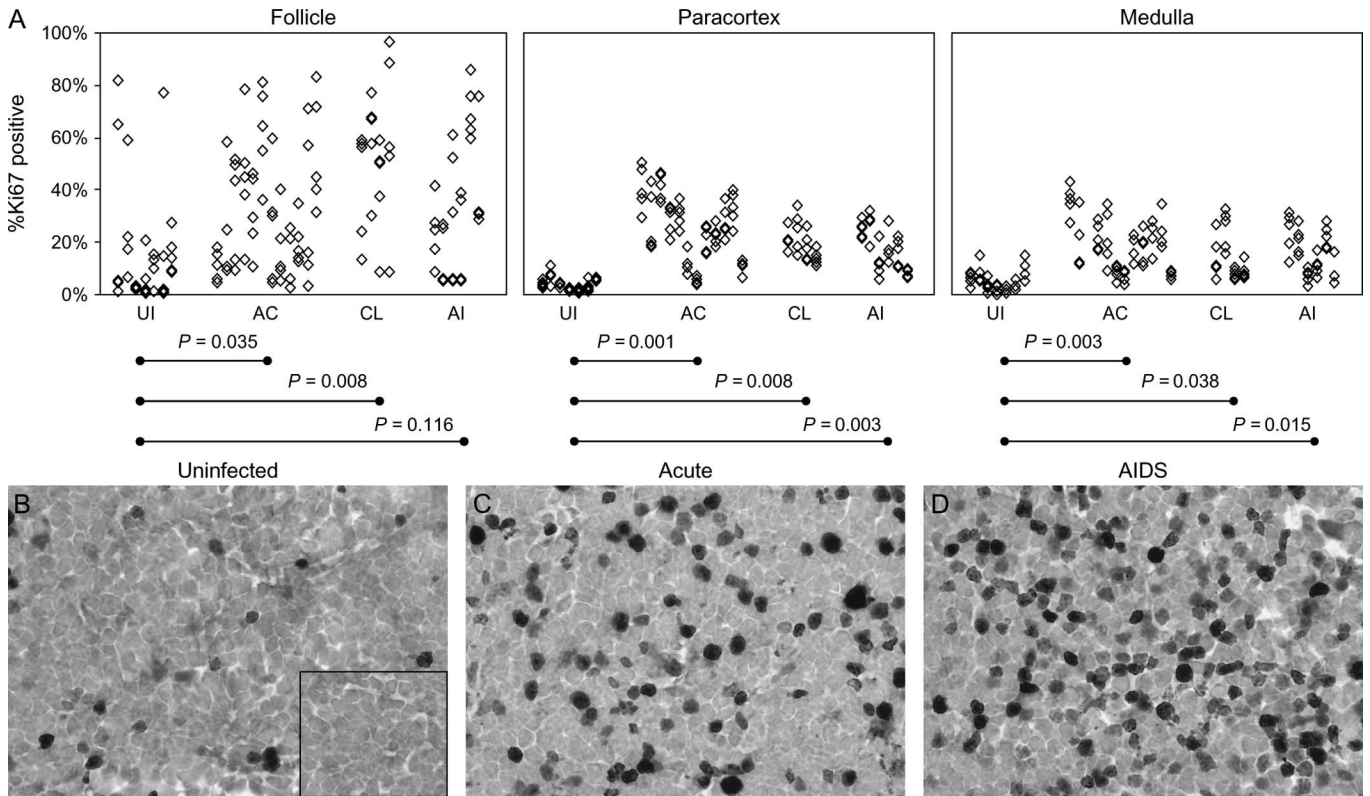 A
Follicle Paracortex Medulla
%Ki67 positive
100%
80%
60%
40%
20%
0%
UI AC CL AI UI AC CL AI UI AC CL AI
P = 0.035 P = 0.001 P = 0.003
P = 0.008 P = 0.008 P = 0.038
P = 0.116 P = 0.003 P = 0.015
Uninfected Acute AIDS
B C D